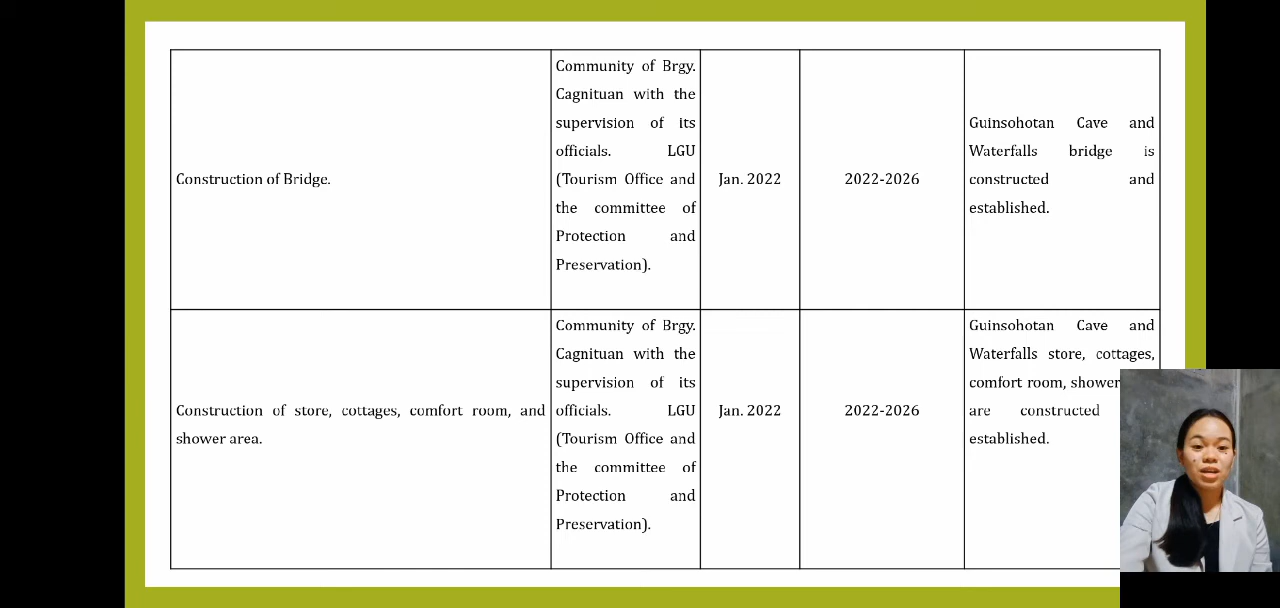 Construction of Bridge.
Community of Brgy.
Cagnituan with the
supervision of its
officials. LGU
(Tourism Office and
the committee of
Protection and
Preservation).
Jan. 2022
2022-2026
Guinsohotan Cave and
Waterfalls bridge is
constructed and
established.
Construction of store, cottages, comfort room, and
shower area.
Community of Brgy.
Cagnituan with the
supervision of its
officials. LGU
(Tourism Office and
the committee of
Protection and
Preservation).
Jan. 2022
2022-2026
Guinsohotan Cave and
Waterfalls store, cottages,
comfort room, shower
are constructed
established.